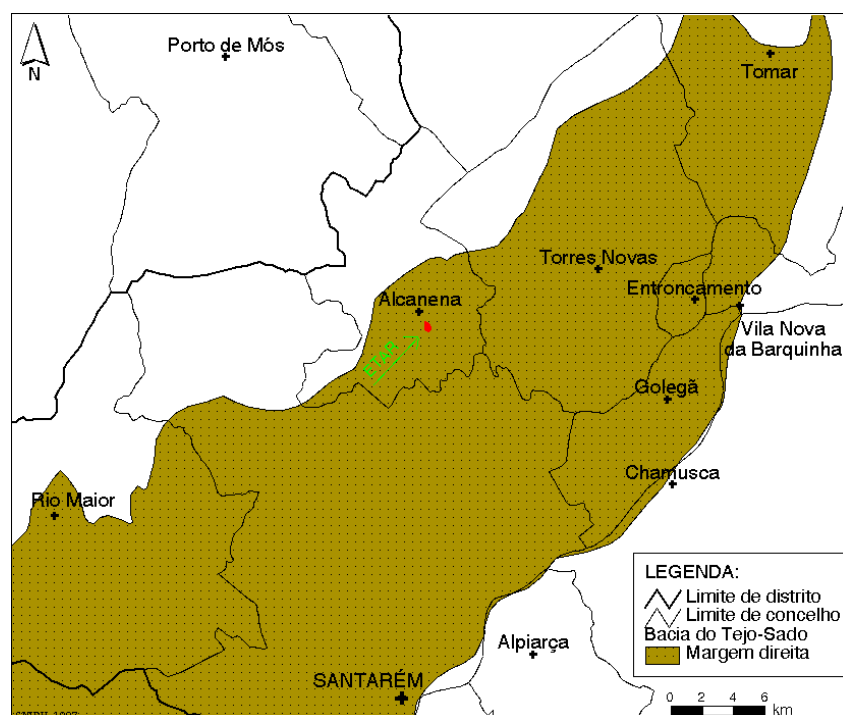 Porto de Mós
N
Tomar
Torres Novas
Entroncamento
Alcanena
Vila Nova
da Barquinha
ETAR
Golegã
Chamusca
Rio Maior
LEGENDA:
Limite de distrito
Limite de concelho
Bacia do Tejo-Sado
Margem direita
Alpiarça
SANTARÉM
0 2 4 6
km